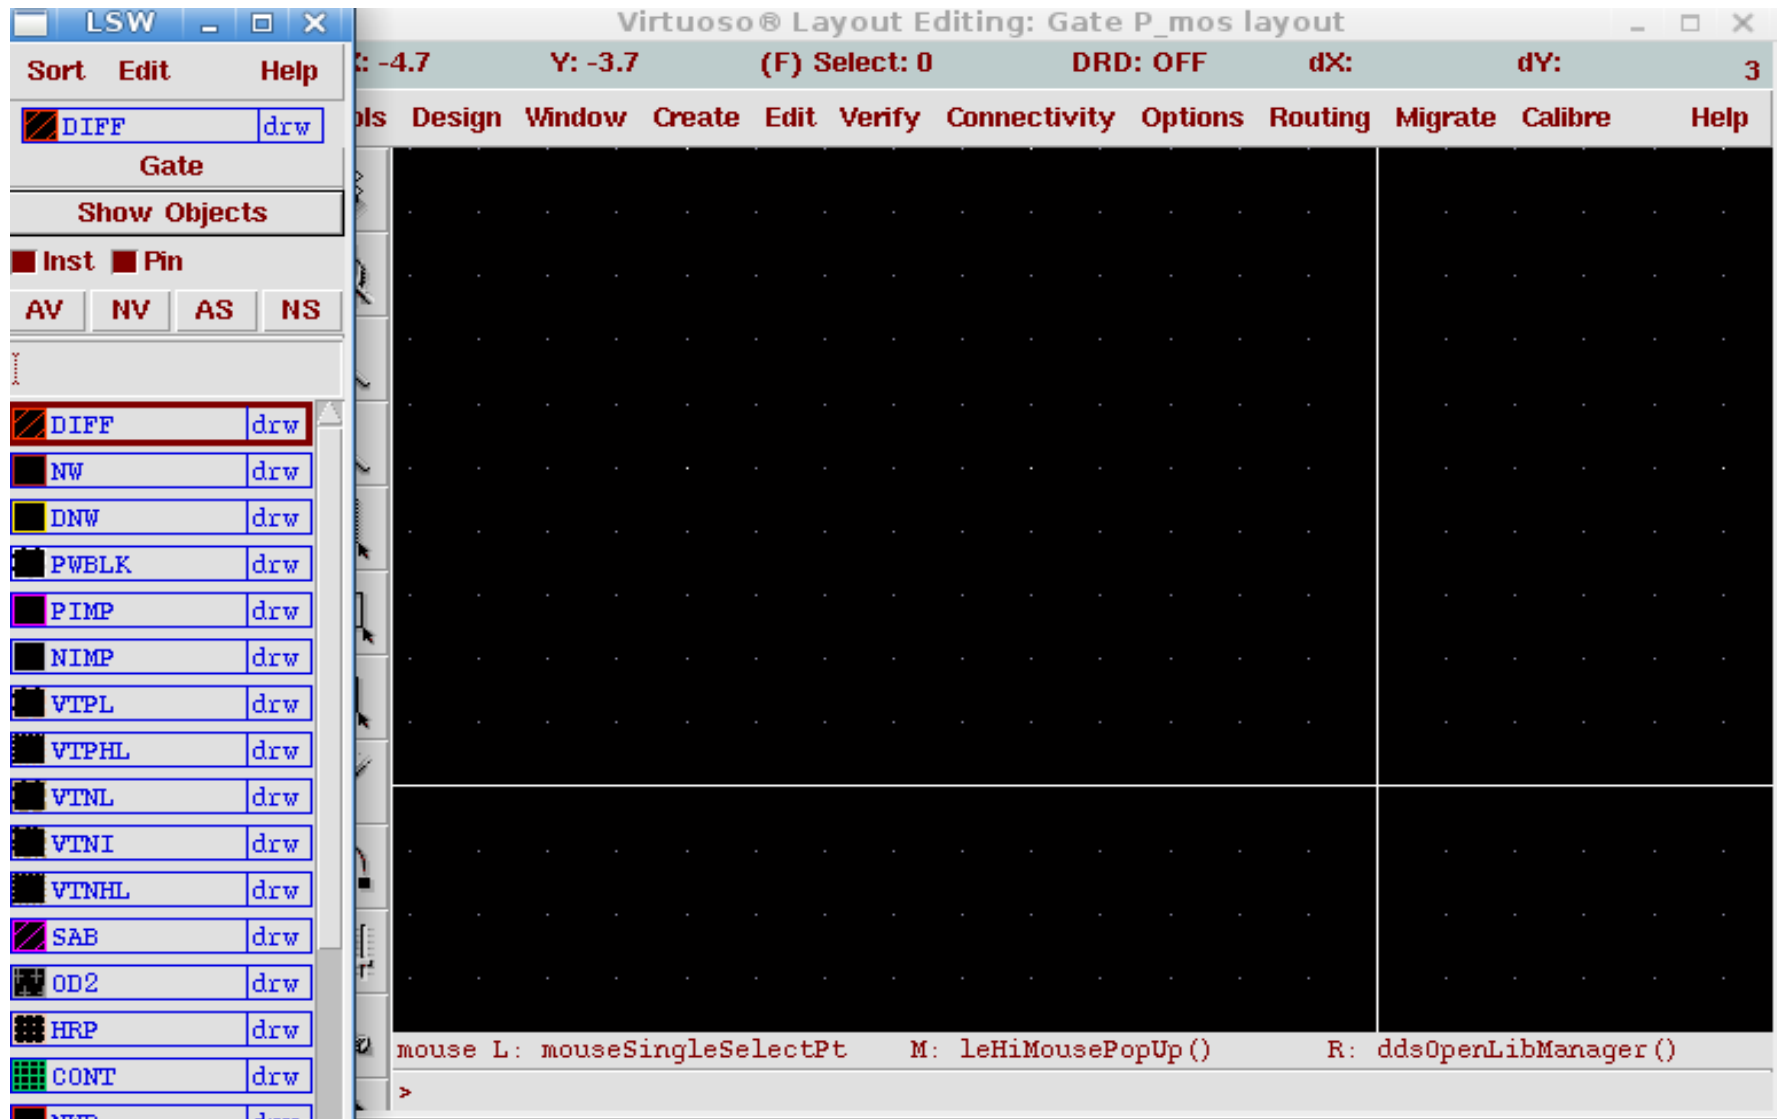 LSW
Sort Edit Help
DIFF drw
Gate
Show Objects
Inst Pin
AV NV AS NS
DIFF drw
NW drw
DNW drw
PWBLK drw
PIMP drw
NIMP drw
VTPL drw
VTPHL drw
VTNL drw
VTNI drw
VTNHL drw
SAB drw
OD2 drw
HRP drw
CONT drw
Virtuoso® Layout Editing: Gate P_mos layout
: -4.7 Y: -3.7 (F) Select: 0 DRD: OFF dX: dY: 3
ols Design Window Create Edit Verify Connectivity Options Routing Migrate Calibre Help
mouse L: mouseSingleSelectPt M: leHiMousePopUp() R: ddsOpenLibManager()
>